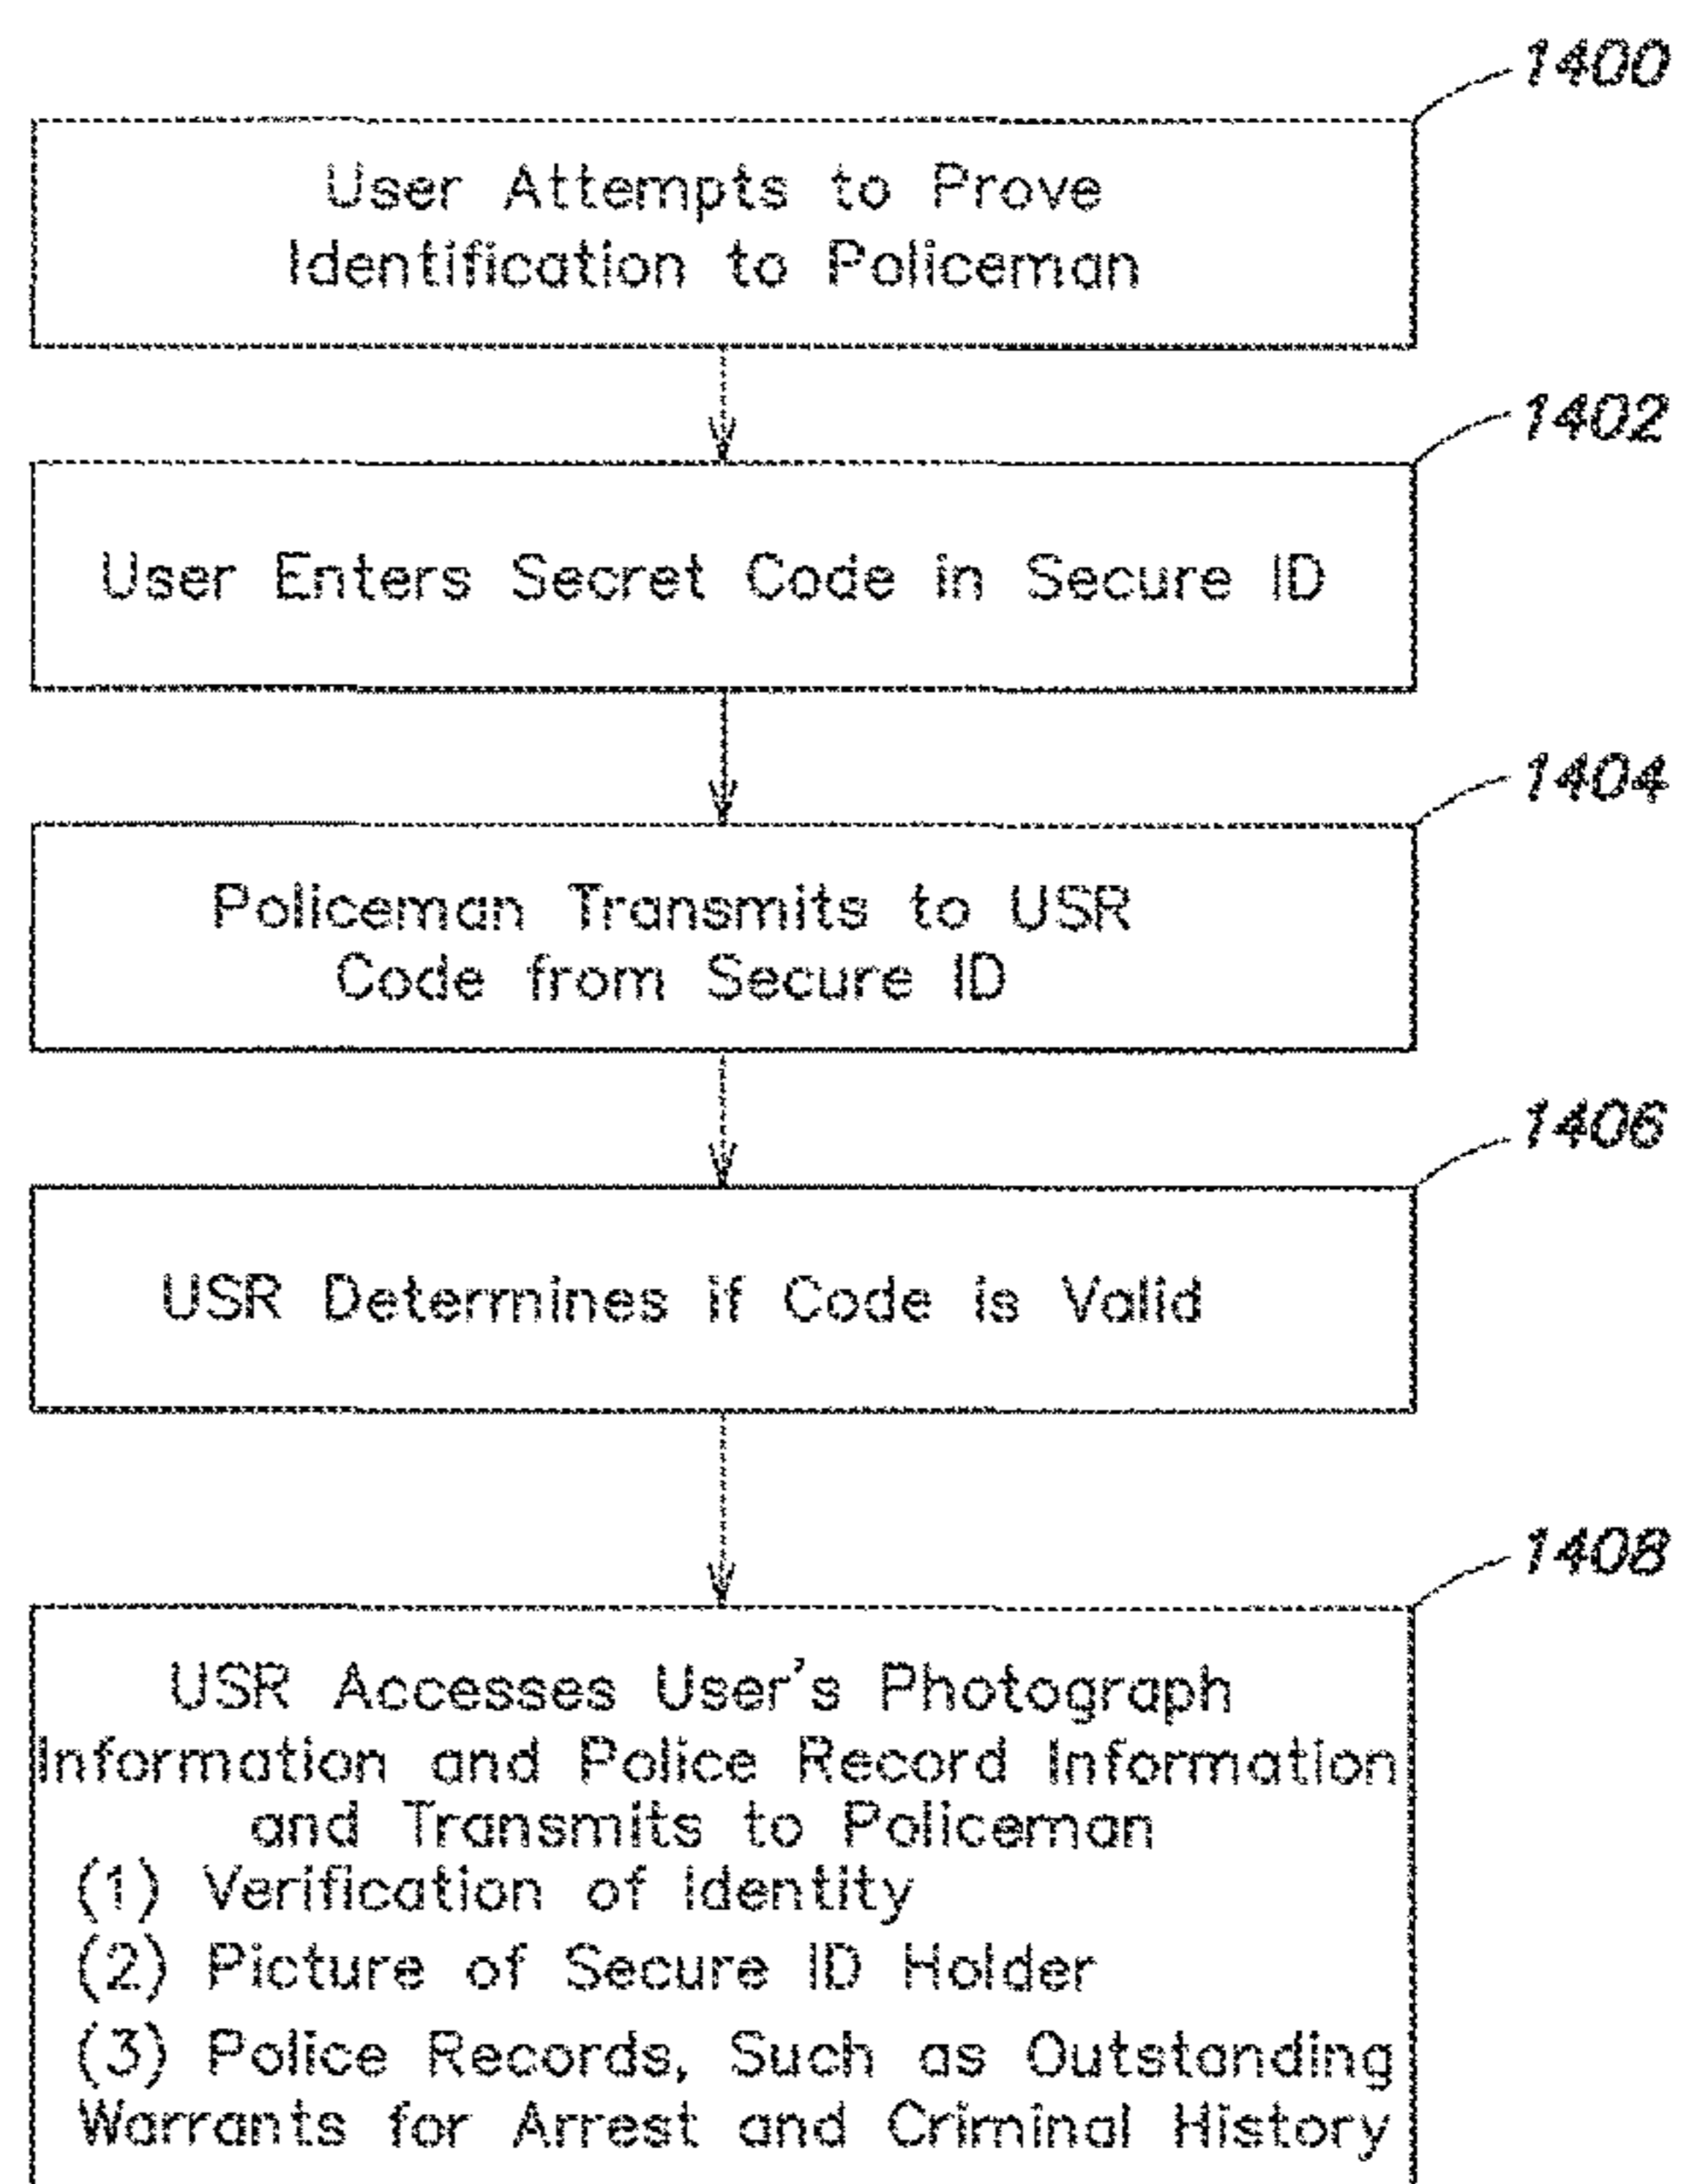 1400
User Attempts to Prove
Identification to Policeman
1402
User Enters Secret Code in Secure ID
1404
Policeman Transmits to USR
Code from Secure ID
1406
USR Determines if Code is Valid
1408
USR Accesses User's Photograph
Information and Police Record Information
and Transmits to Policeman
(1) Verification of Identity
(2) Picture of Secure ID Holder
(3) Police Records, Such as Outstanding
Warrants for Arrest and Criminal History